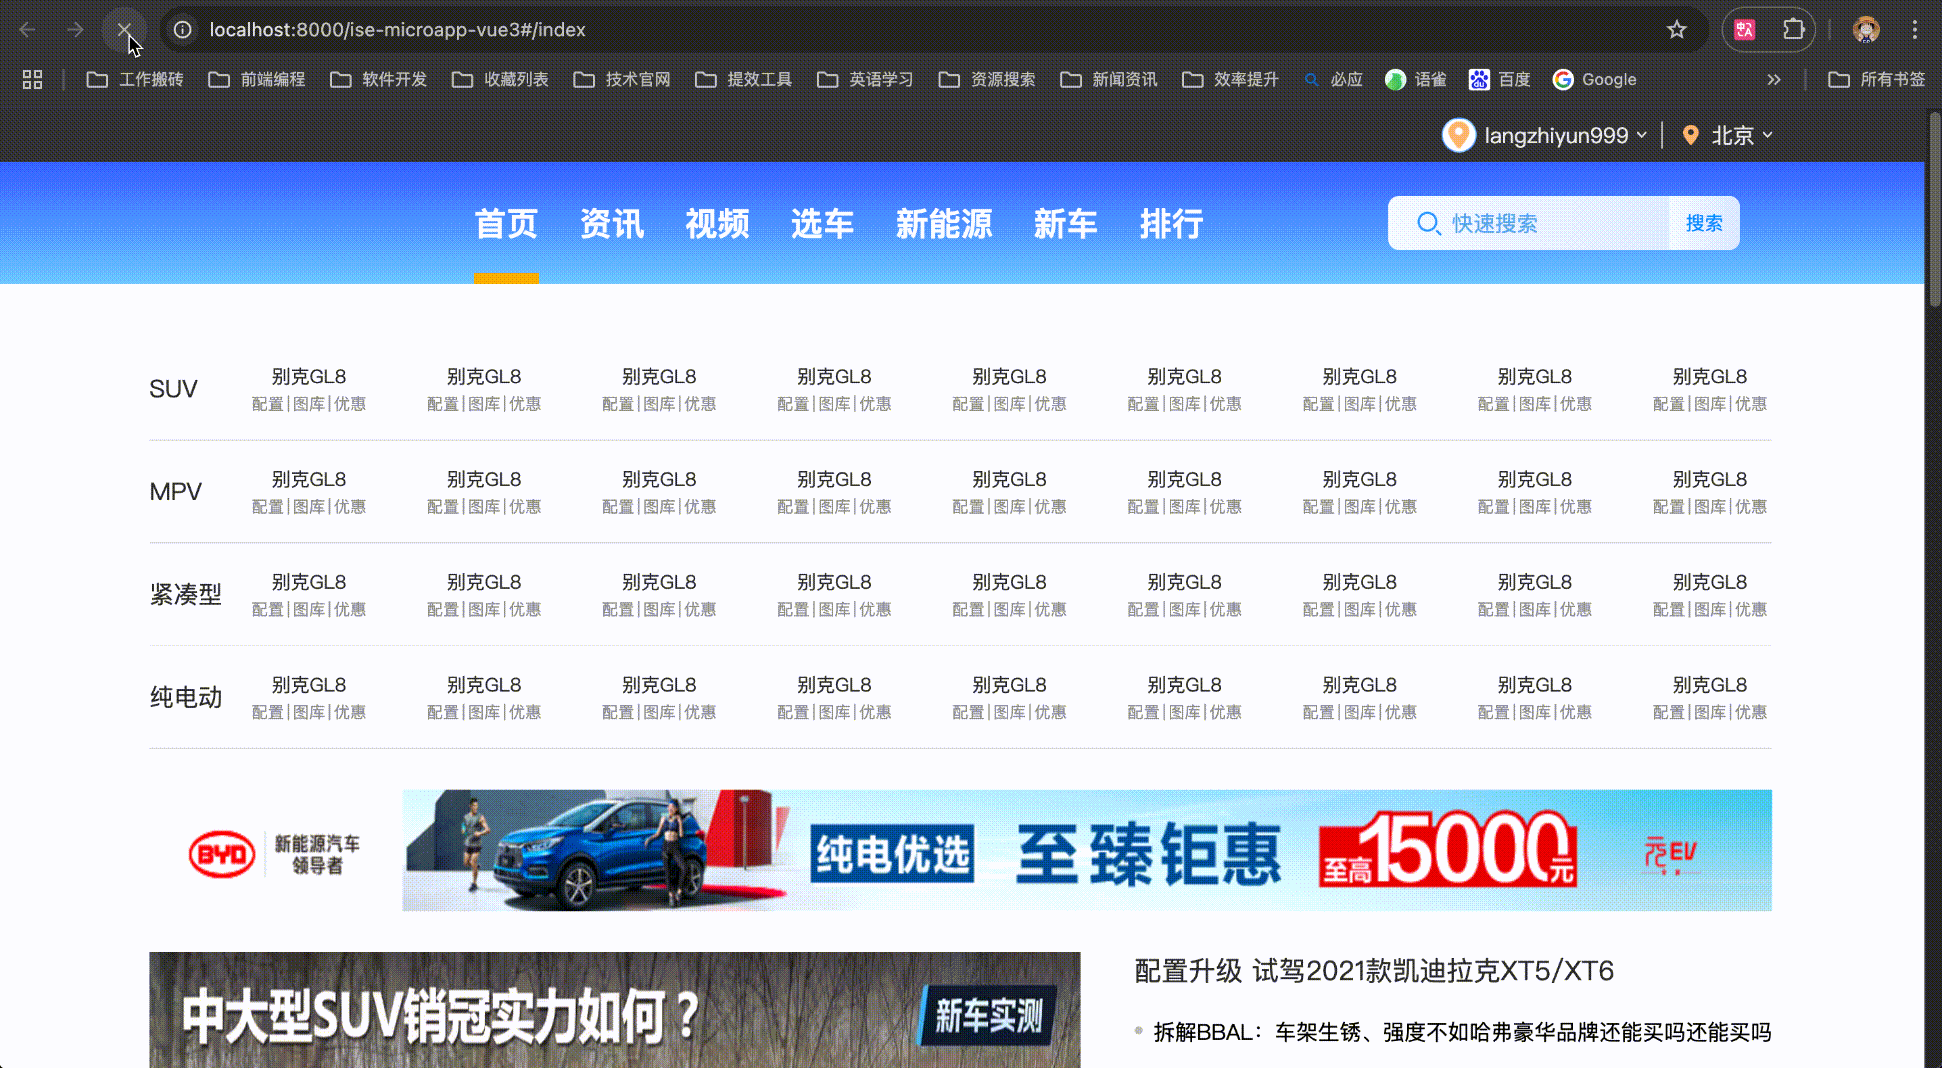 localhost:8000/ise-microapp-vue3#/index
工作搬砖 前端编程 软件开发 收藏列表 技术官网 提效工具 英语学习 资源搜索 新闻资讯 效率提升 必应 语雀 百度 Google 所有书签
langzhiyun999 北京
首页 资讯 视频 选车 新能源 新车 排行 快速搜索 搜索
SUV 别克GL8 别克GL8 别克GL8 别克GL8 别克GL8 别克GL8 别克GL8 别克GL8 别克GL8
配置|图库|优惠 配置|图库|优惠 配置|图库|优惠 配置|图库|优惠 配置|图库|优惠 配置|图库|优惠 配置|图库|优惠 配置|图库|优惠 配置|图库|优惠
MPV 别克GL8 别克GL8 别克GL8 别克GL8 别克GL8 别克GL8 别克GL8 别克GL8 别克GL8
配置|图库|优惠 配置|图库|优惠 配置|图库|优惠 配置|图库|优惠 配置|图库|优惠 配置|图库|优惠 配置|图库|优惠 配置|图库|优惠 配置|图库|优惠
紧凑型 别克GL8 别克GL8 别克GL8 别克GL8 别克GL8 别克GL8 别克GL8 别克GL8 别克GL8
配置|图库|优惠 配置|图库|优惠 配置|图库|优惠 配置|图库|优惠 配置|图库|优惠 配置|图库|优惠 配置|图库|优惠 配置|图库|优惠 配置|图库|优惠
纯电动 别克GL8 别克GL8 别克GL8 别克GL8 别克GL8 别克GL8 别克GL8 别克GL8 别克GL8
配置|图库|优惠 配置|图库|优惠 配置|图库|优惠 配置|图库|优惠 配置|图库|优惠 配置|图库|优惠 配置|图库|优惠 配置|图库|优惠 配置|图库|优惠
BYD 新能源汽车
领导者
纯电优选 至臻钜惠 至高15000元 元EV
中大型SUV销冠实力如何？ 新车实测
配置升级 试驾2021款凯迪拉克XT5/XT6
拆解BBAL：车架生锈、强度不如哈弗豪华品牌还能买吗还能买吗